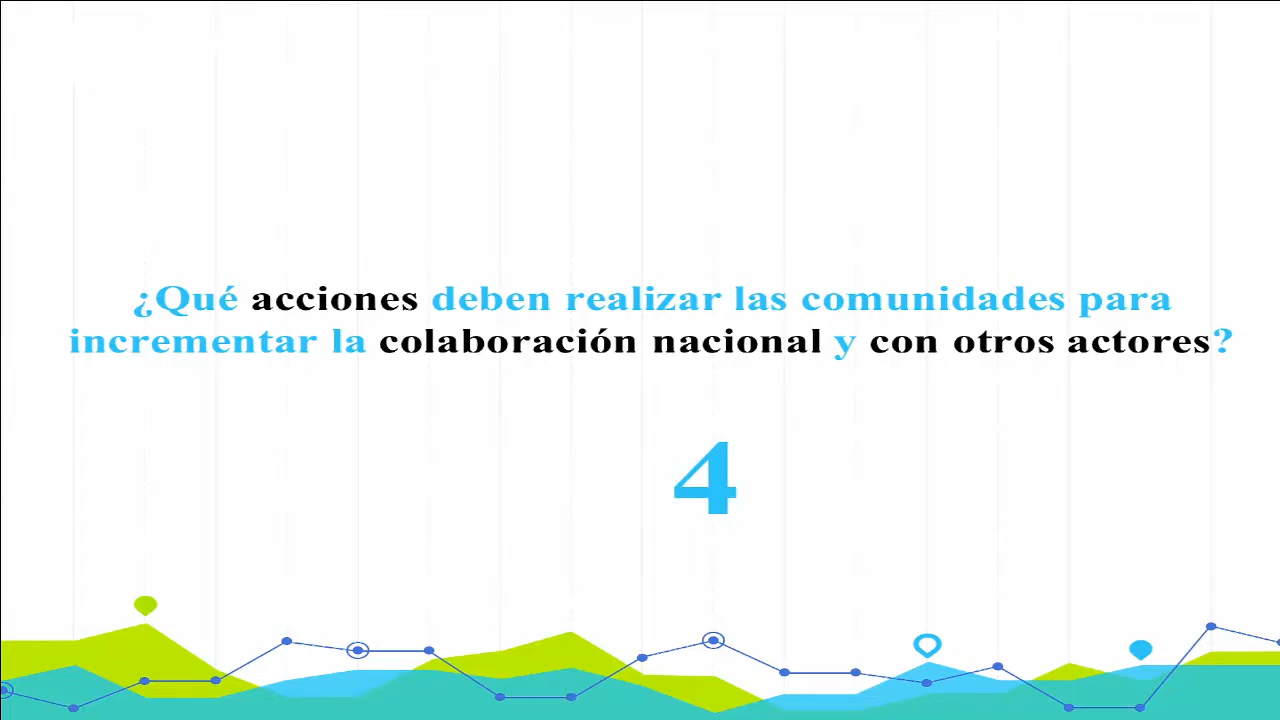 ¿Qué acciones deben realizar las comunidades para
incrementar la colaboración nacional y con otros actores?
4